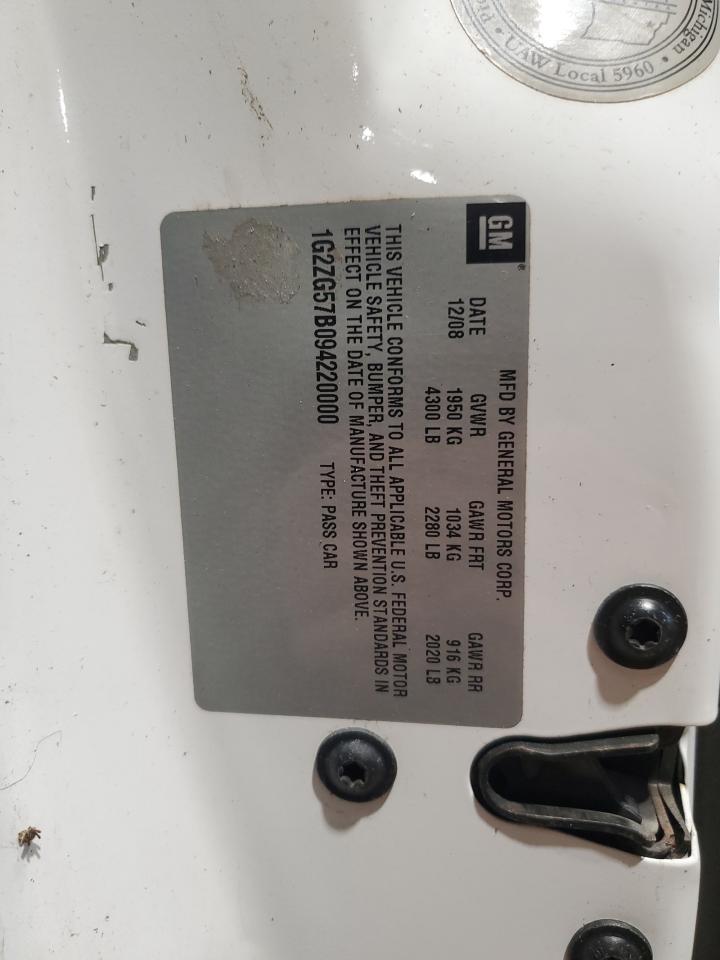 Michigan
UAW Local 5960
GM
MFD BY GENERAL MOTORS CORP.
DATE GVWR GAWR FRT GAWR RR
12/08 1950 KG 1034 KG 916 KG
4300 LB 2280 LB 2020 LB
THIS VEHICLE CONFORMS TO ALL APPLICABLE U.S. FEDERAL MOTOR
VEHICLE SAFETY, BUMPER, AND THEFT PREVENTION STANDARDS IN
EFFECT ON THE DATE OF MANUFACTURE SHOWN ABOVE.
1G2ZG57B094220000 TYPE: PASS CAR